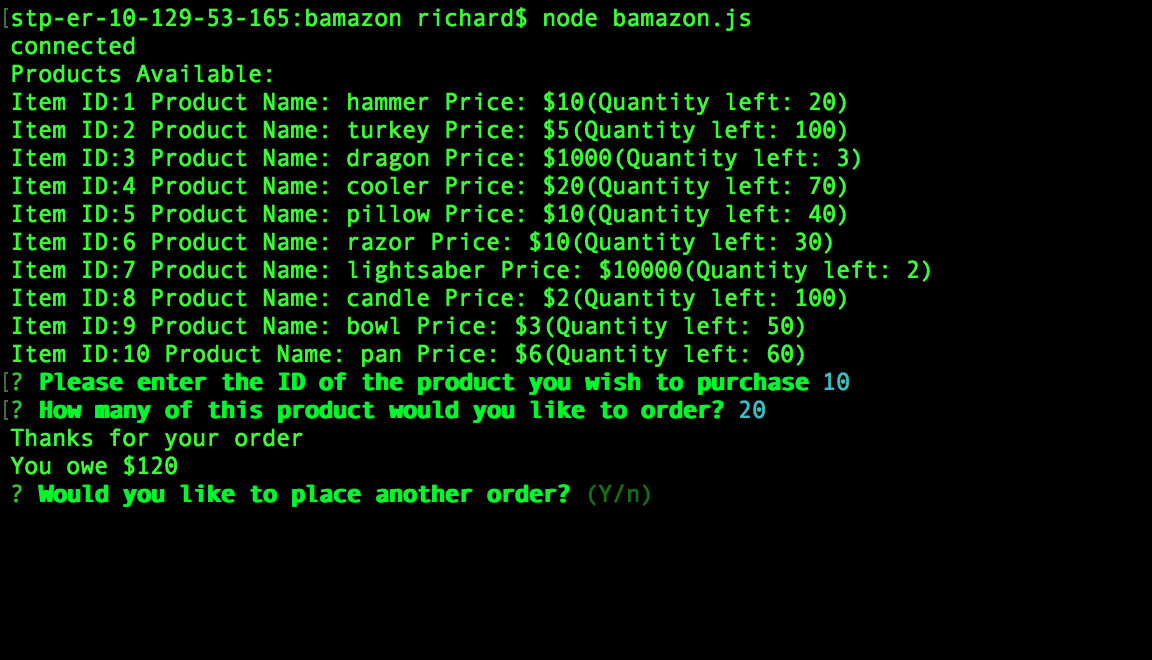 [stp-er-10-129-53-165:bamazon richard$ node bamazon.js
connected
Products Available:
Item ID:1 Product Name: hammer Price: $10(Quantity left: 20)
Item ID:2 Product Name: turkey Price: $5(Quantity left: 100)
Item ID:3 Product Name: dragon Price: $1000(Quantity left: 3)
Item ID:4 Product Name: cooler Price: $20(Quantity left: 70)
Item ID:5 Product Name: pillow Price: $10(Quantity left: 40)
Item ID:6 Product Name: razor Price: $10(Quantity left: 30)
Item ID:7 Product Name: lightsaber Price: $10000(Quantity left: 2)
Item ID:8 Product Name: candle Price: $2(Quantity left: 100)
Item ID:9 Product Name: bowl Price: $3(Quantity left: 50)
Item ID:10 Product Name: pan Price: $6(Quantity left: 60)
[? Please enter the ID of the product you wish to purchase 10
[? How many of this product would you like to order? 20
Thanks for your order
You owe $120
? Would you like to place another order? (Y/n)